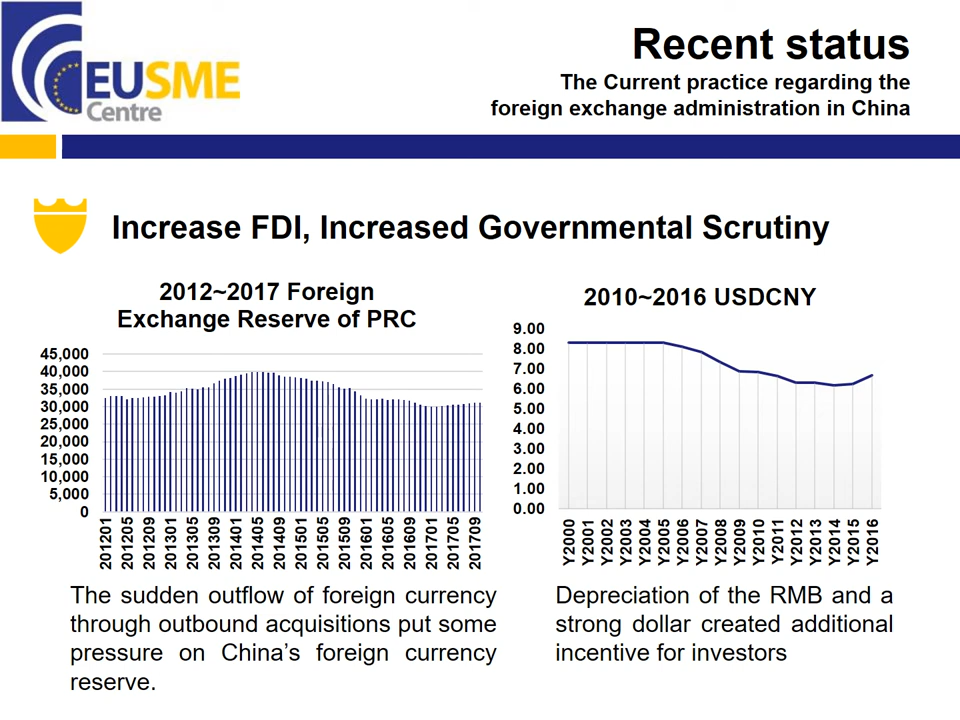 EUSME
Centre
Recent status
The Current practice regarding the
foreign exchange administration in China
Increase FDI, Increased Governmental Scrutiny
2012~2017 Foreign
Exchange Reserve of PRC
45,000
40,000
35,000
30,000
25,000
20,000
15,000
10,000
5,000
0
201201
201205
201209
201301
201305
201309
201401
201405
201409
201501
201505
201509
201601
201605
201609
201701
201705
201709
The sudden outflow of foreign currency
through outbound acquisitions put some
pressure on China’s foreign currency
reserve.
2010~2016 USDCNY
9.00
8.00
7.00
6.00
5.00
4.00
3.00
2.00
1.00
0.00
Y2000
Y2001
Y2002
Y2003
Y2004
Y2005
Y2006
Y2007
Y2008
Y2009
Y2010
Y2011
Y2012
Y2013
Y2014
Y2015
Y2016
Depreciation of the RMB and a
strong dollar created additional
incentive for investors